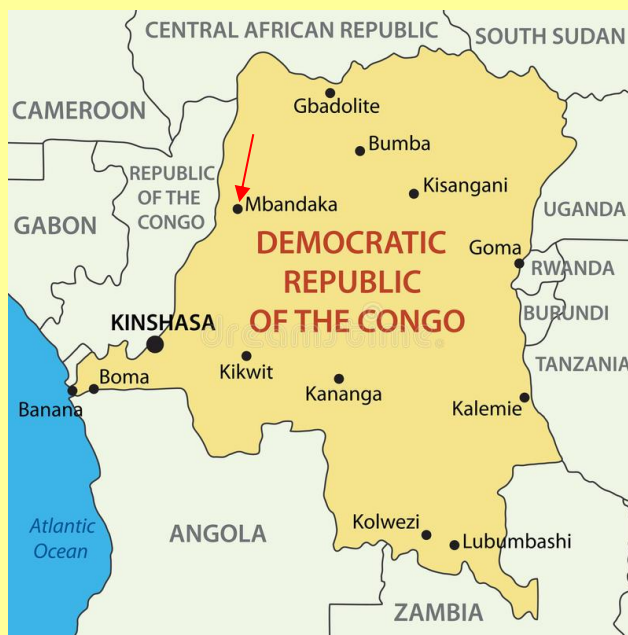 CENTRAL AFRICAN REPUBLIC
SOUTH SUDAN
CAMEROON
Gbadolite
Bumba
REPUBLIC
OF THE
CONGO
Kisangani
Mbandaka
GABON
UGANDA
DEMOCRATIC
REPUBLIC
OF THE CONGO
Goma
RWANDA
BURUNDI
KINSHASA
dreamstime.
TANZANIA
Kikwit
Boma
Kananga
Banana
Kalemie
Atlantic
Ocean
ANGOLA
Kolwezi
Lubumbashi
ZAMBIA